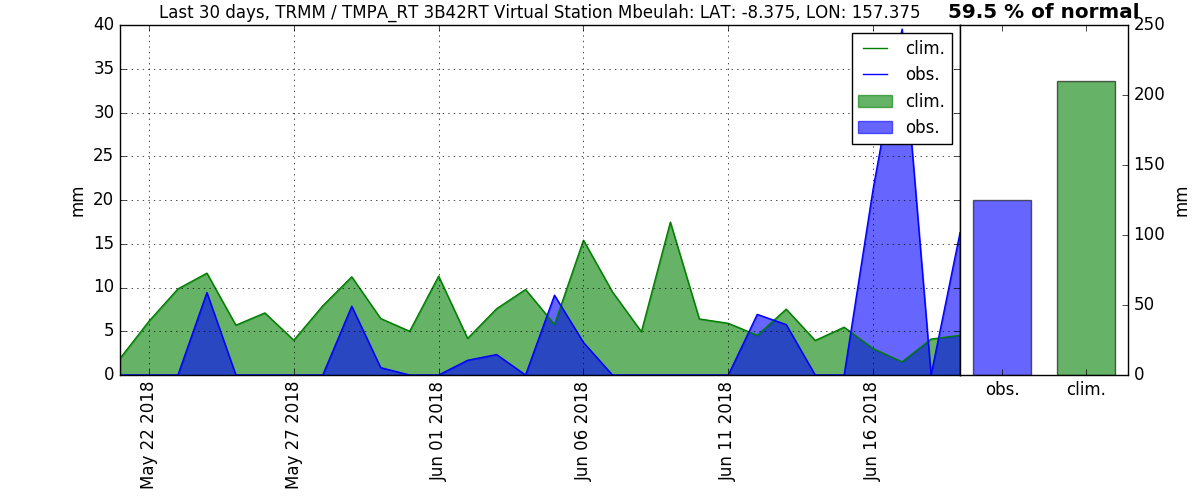 Last 30 days, TRMM / TMPA_RT 3B42RT Virtual Station Mbeulah: LAT: -8.375, LON: 157.375
59.5 % of normal
40
35
30
25
20
15
10
5
0
mm
clim.
obs.
clim.
obs.
250
200
150
100
50
0
mm
obs.
clim.
May 22 2018
May 27 2018
Jun 01 2018
Jun 06 2018
Jun 11 2018
Jun 16 2018